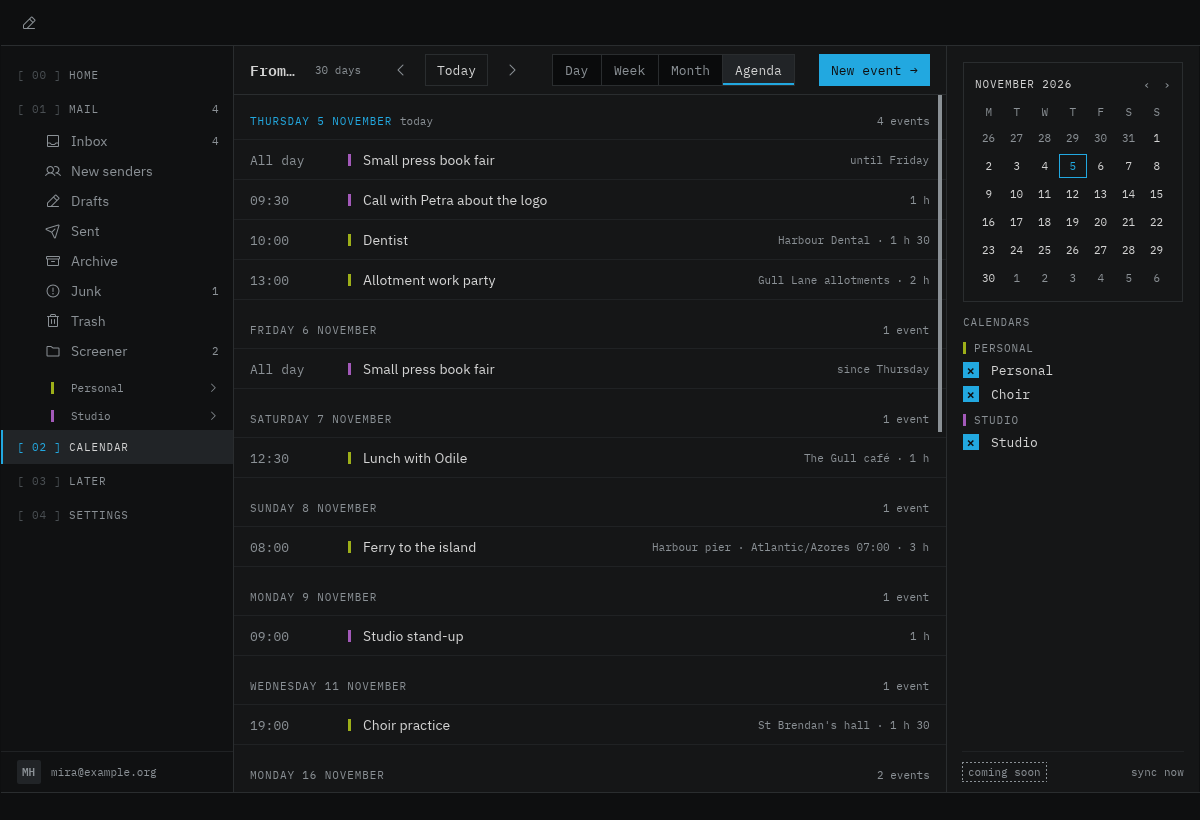 [ 00 ] HOME
[ 01 ] MAIL 4
Inbox 4
New senders
Drafts
Sent
Archive
Junk 1
Trash
Screener 2
Personal
Studio
[ 02 ] CALENDAR
[ 03 ] LATER
[ 04 ] SETTINGS
MH mira@example.org
From… 30 days Today Day Week Month Agenda New event →
THURSDAY 5 NOVEMBER today 4 events
All day Small press book fair until Friday
09:30 Call with Petra about the logo 1 h
10:00 Dentist Harbour Dental · 1 h 30
13:00 Allotment work party Gull Lane allotments · 2 h
FRIDAY 6 NOVEMBER 1 event
All day Small press book fair since Thursday
SATURDAY 7 NOVEMBER 1 event
12:30 Lunch with Odile The Gull café · 1 h
SUNDAY 8 NOVEMBER 1 event
08:00 Ferry to the island Harbour pier · Atlantic/Azores 07:00 · 3 h
MONDAY 9 NOVEMBER 1 event
09:00 Studio stand-up 1 h
WEDNESDAY 11 NOVEMBER 1 event
19:00 Choir practice St Brendan's hall · 1 h 30
MONDAY 16 NOVEMBER 2 events
NOVEMBER 2026 ‹ ›
M T W T F S S
26 27 28 29 30 31 1
2 3 4 5 6 7 8
9 10 11 12 13 14 15
16 17 18 19 20 21 22
23 24 25 26 27 28 29
30 1 2 3 4 5 6
CALENDARS
PERSONAL
Personal
Choir
STUDIO
Studio
coming soon sync now